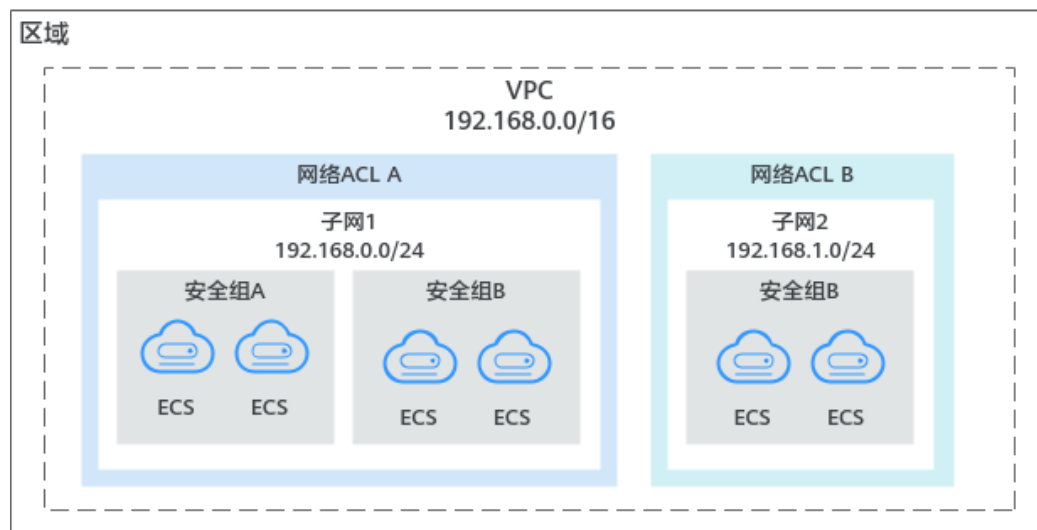 区域
VPC
192.168.0.0/16
网络ACL A
子网1
192.168.0.0/24
安全组A
ECS
ECS
安全组B
ECS
ECS
网络ACL B
子网2
192.168.1.0/24
安全组B
ECS
ECS